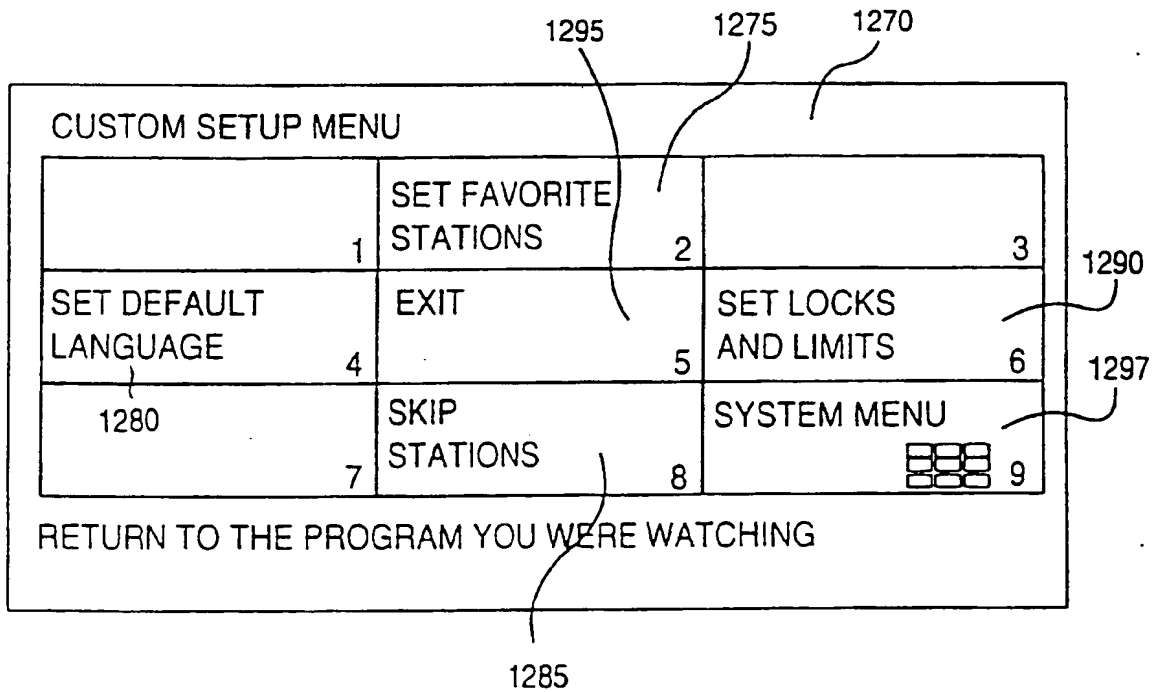 1295 1275 1270
CUSTOM SETUP MENU
1
SET FAVORITE
STATIONS 2
3
1290
SET DEFAULT
LANGUAGE 4
1280
EXIT
5
SET LOCKS
AND LIMITS 6
1297
7
SKIP
STATIONS 8
SYSTEM MENU
9
RETURN TO THE PROGRAM YOU WERE WATCHING
1285